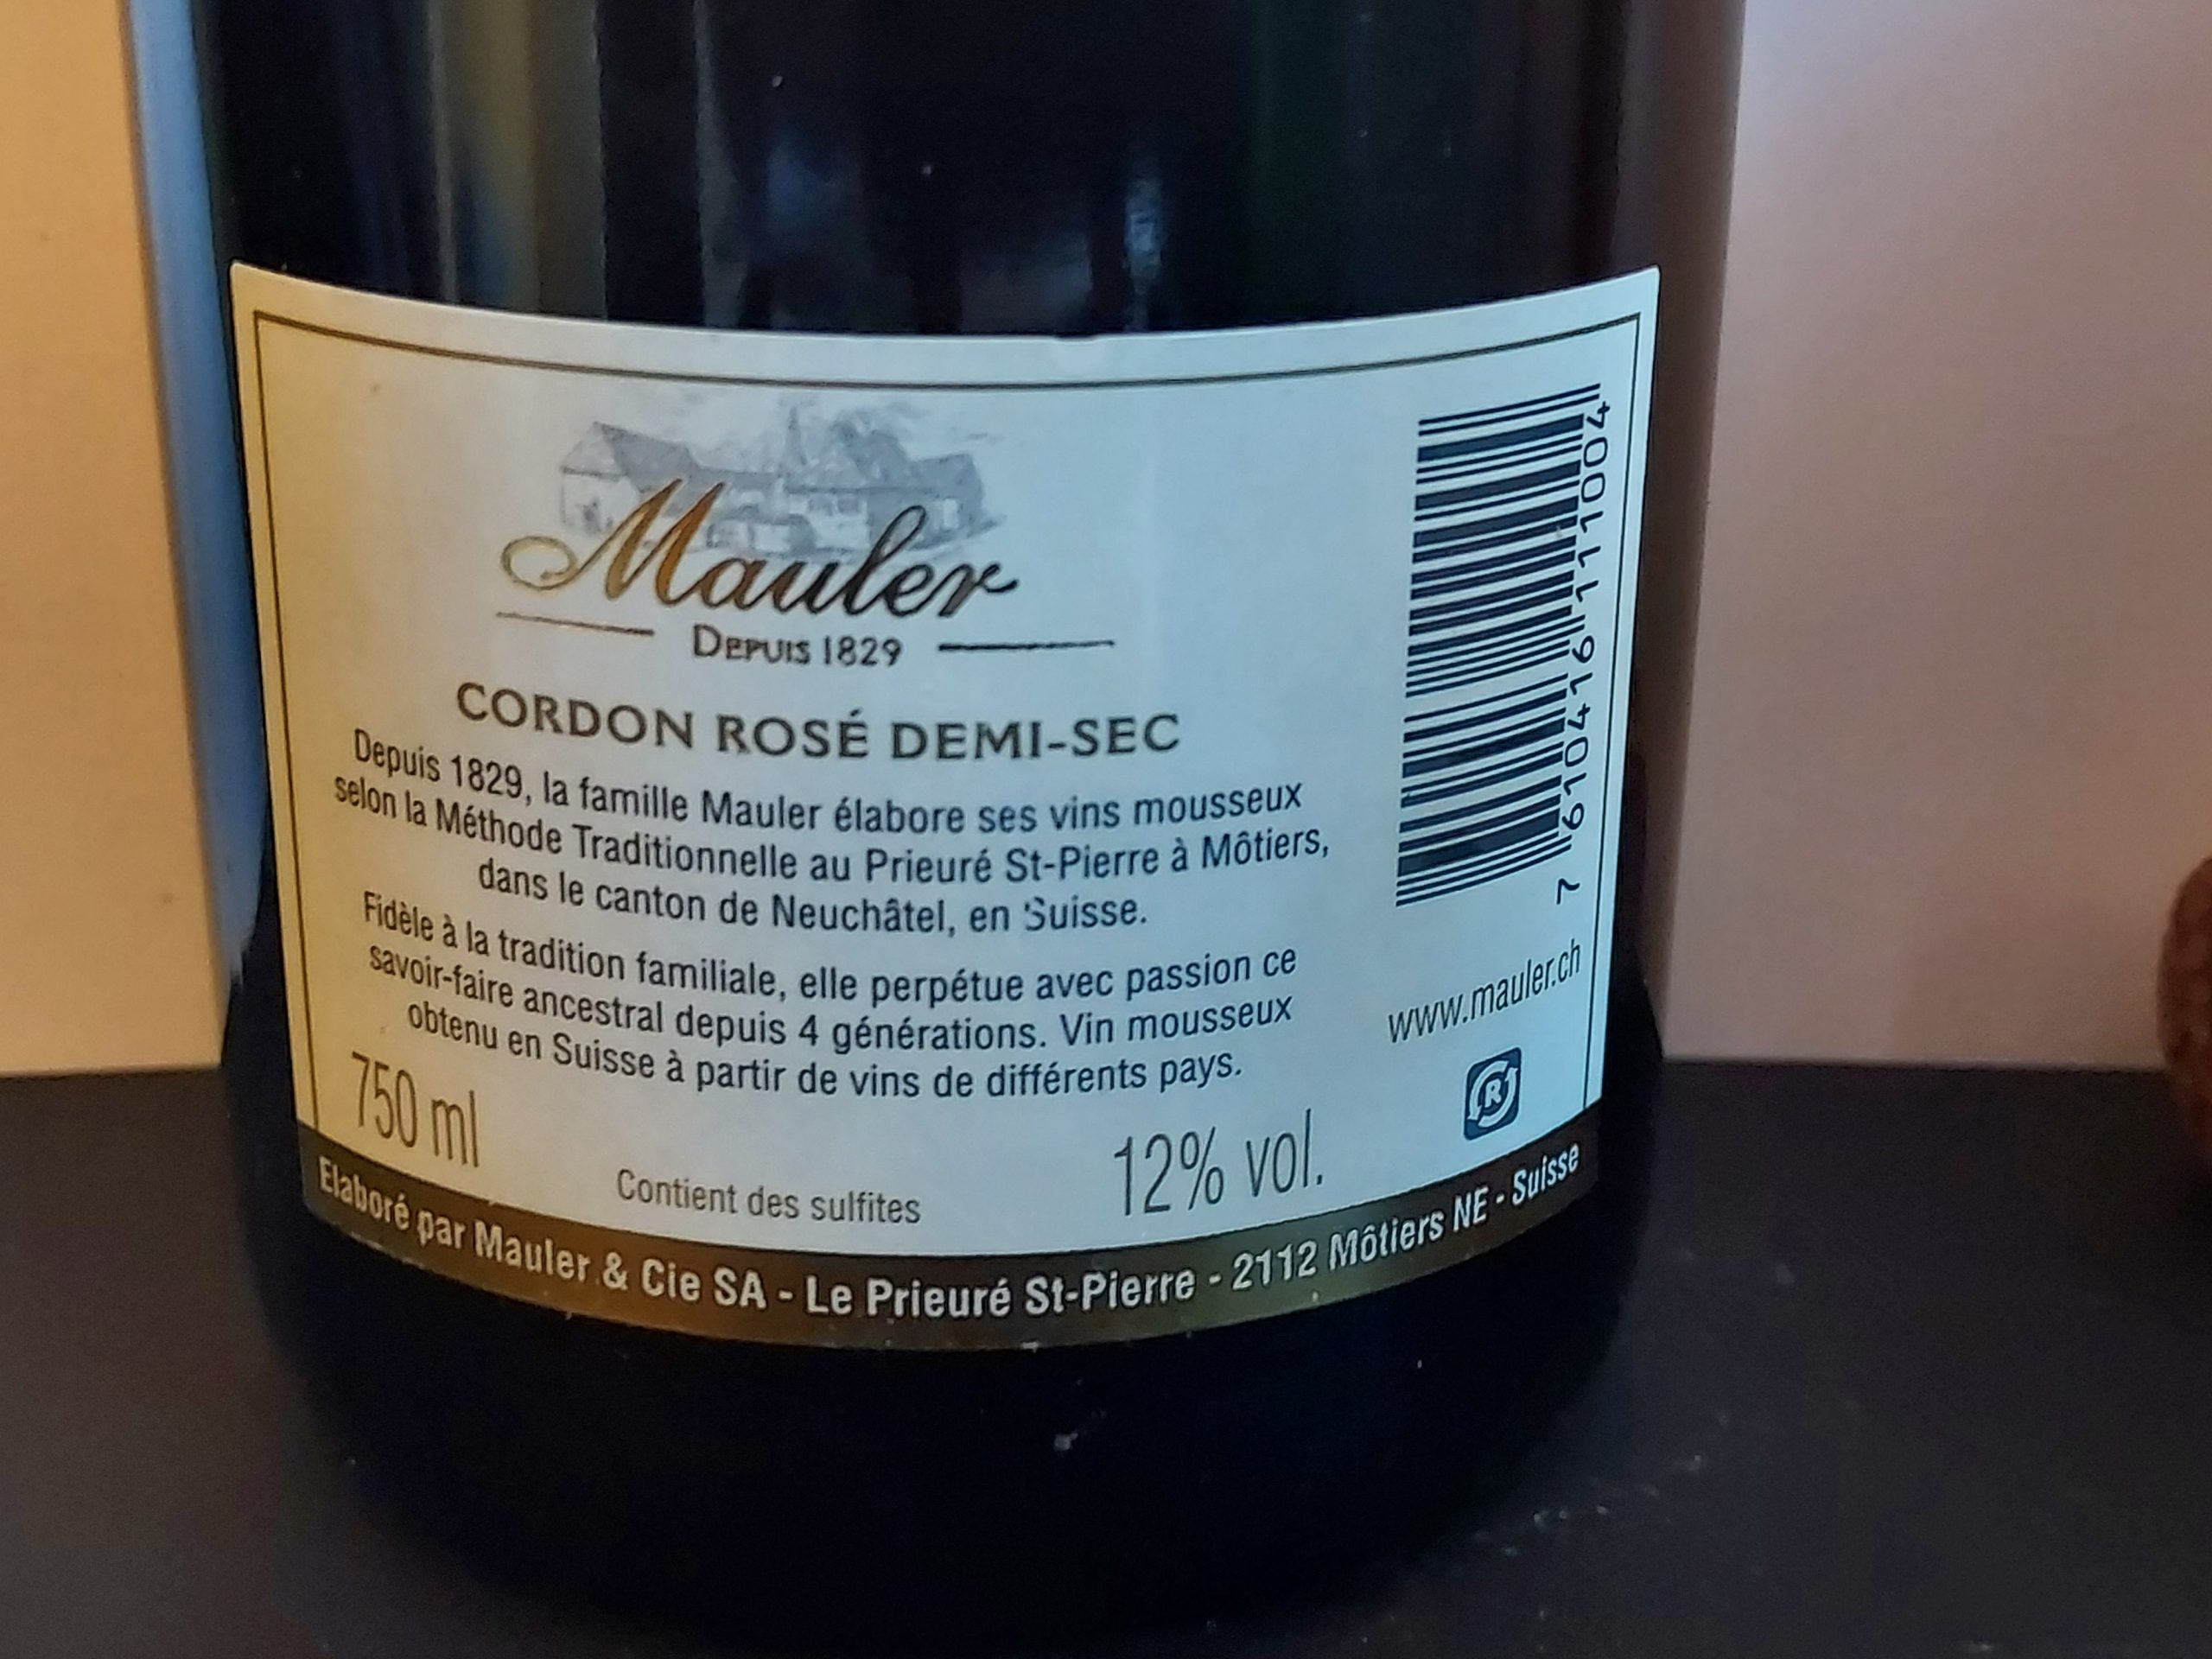 Mauler
DEPUIS 1829
CORDON ROSÉ DEMI-SEC
Depuis 1829, la famille Mauler élabore ses vins mousseux
selon la Méthode Traditionnelle au Prieuré St-Pierre à Môtiers,
dans le canton de Neuchâtel, en Suisse.
Fidèle à la tradition familiale, elle perpétue avec passion ce
savoir-faire ancestral depuis 4 générations. Vin mousseux
obtenu en Suisse à partir de vins de différents pays.
750 ml
Contient des sulfites
12% vol.
7 610416 111004
www.mauler.ch
R
Elaboré par Mauler & Cie SA - Le Prieuré St-Pierre - 2112 Môtiers NE - Suisse